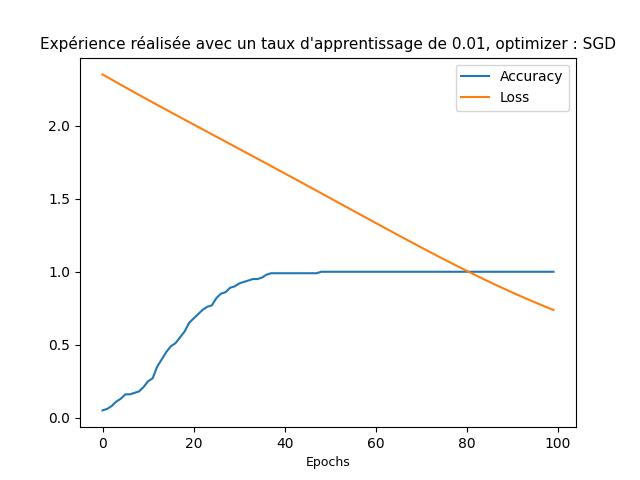 Expérience réalisée avec un taux d'apprentissage de 0.01, optimizer : SGD
Accuracy
Loss
2.0
1.5
1.0
0.5
0.0
0 20 40 60 80 100
Epochs